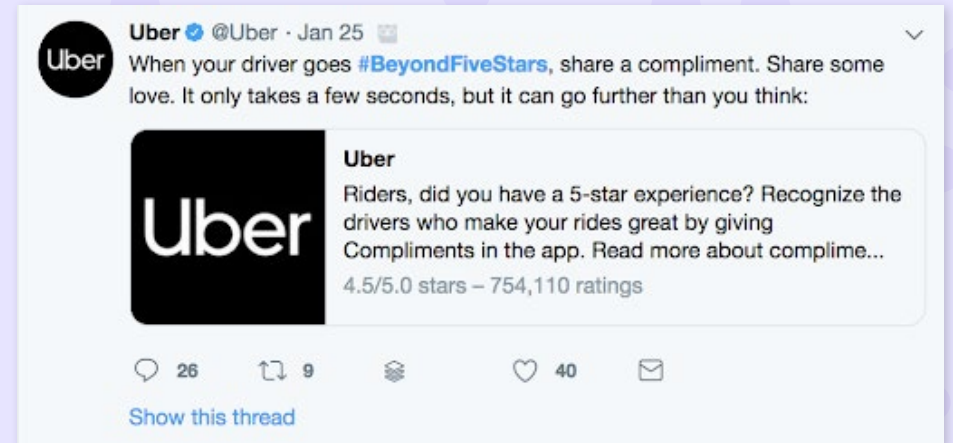 Uber
Uber @Uber · Jan 25
When your driver goes #BeyondFiveStars, share a compliment. Share some
love. It only takes a few seconds, but it can go further than you think:
Uber
Uber
Riders, did you have a 5-star experience? Recognize the
drivers who make your rides great by giving
Compliments in the app. Read more about complime...
4.5/5.0 stars – 754,110 ratings
26 9 40
Show this thread